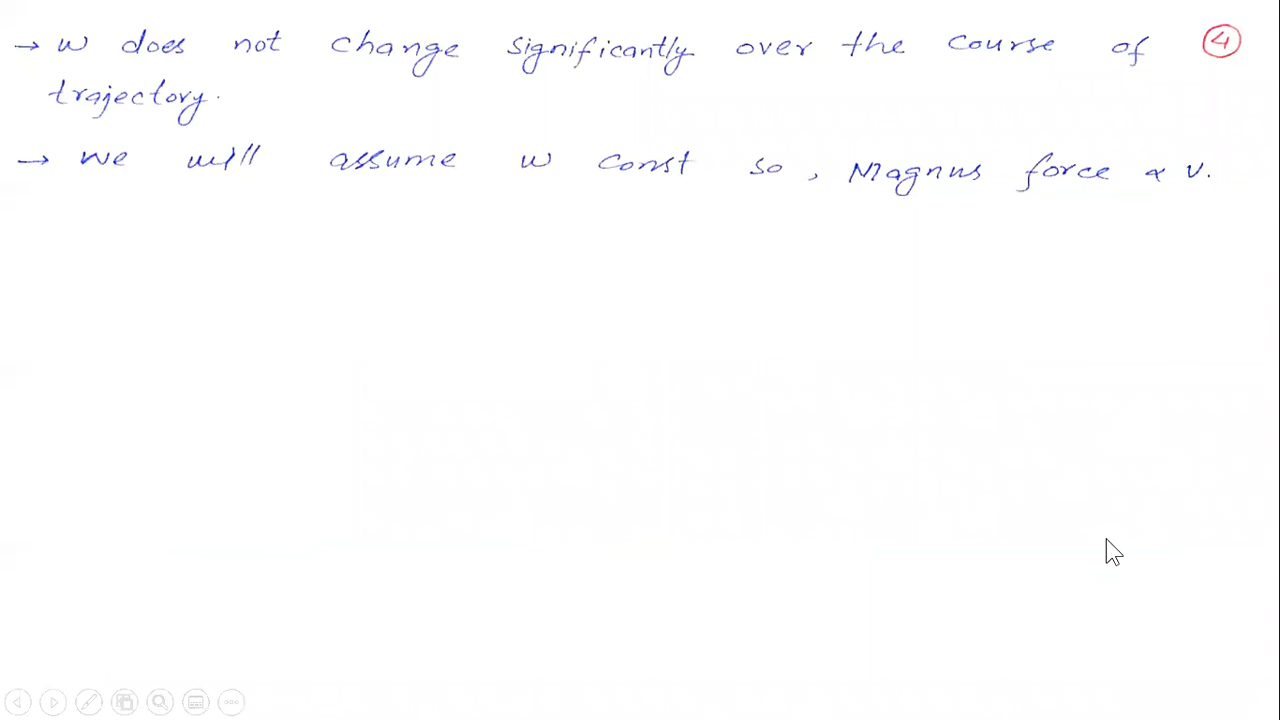 → w does not change significantly over the course of ④
trajectory.
→ we will assume w const so, Magnus force ∝ v.